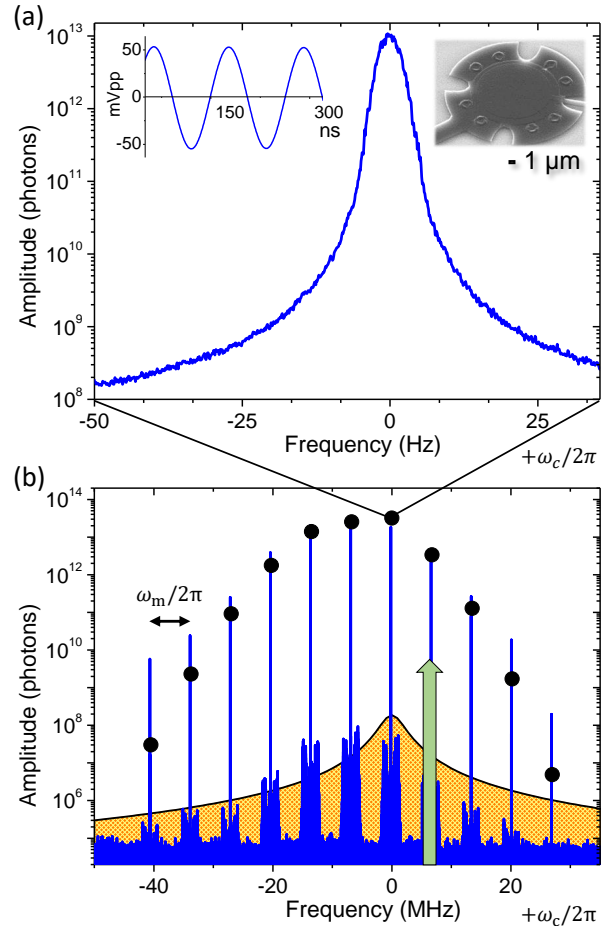 (a)
50
0
-50
mVpp
150
300
ns
- 1 µm
10¹³
10¹²
10¹¹
10¹⁰
10⁹
10⁸
Amplitude (photons)
-50
-25
0
25
Frequency (Hz)
+ω_c/2π
(b)
10¹⁴
10¹²
10¹⁰
10⁸
10⁶
Amplitude (photons)
ω_m/2π
-40
-20
0
20
Frequency (MHz)
+ω_c/2π